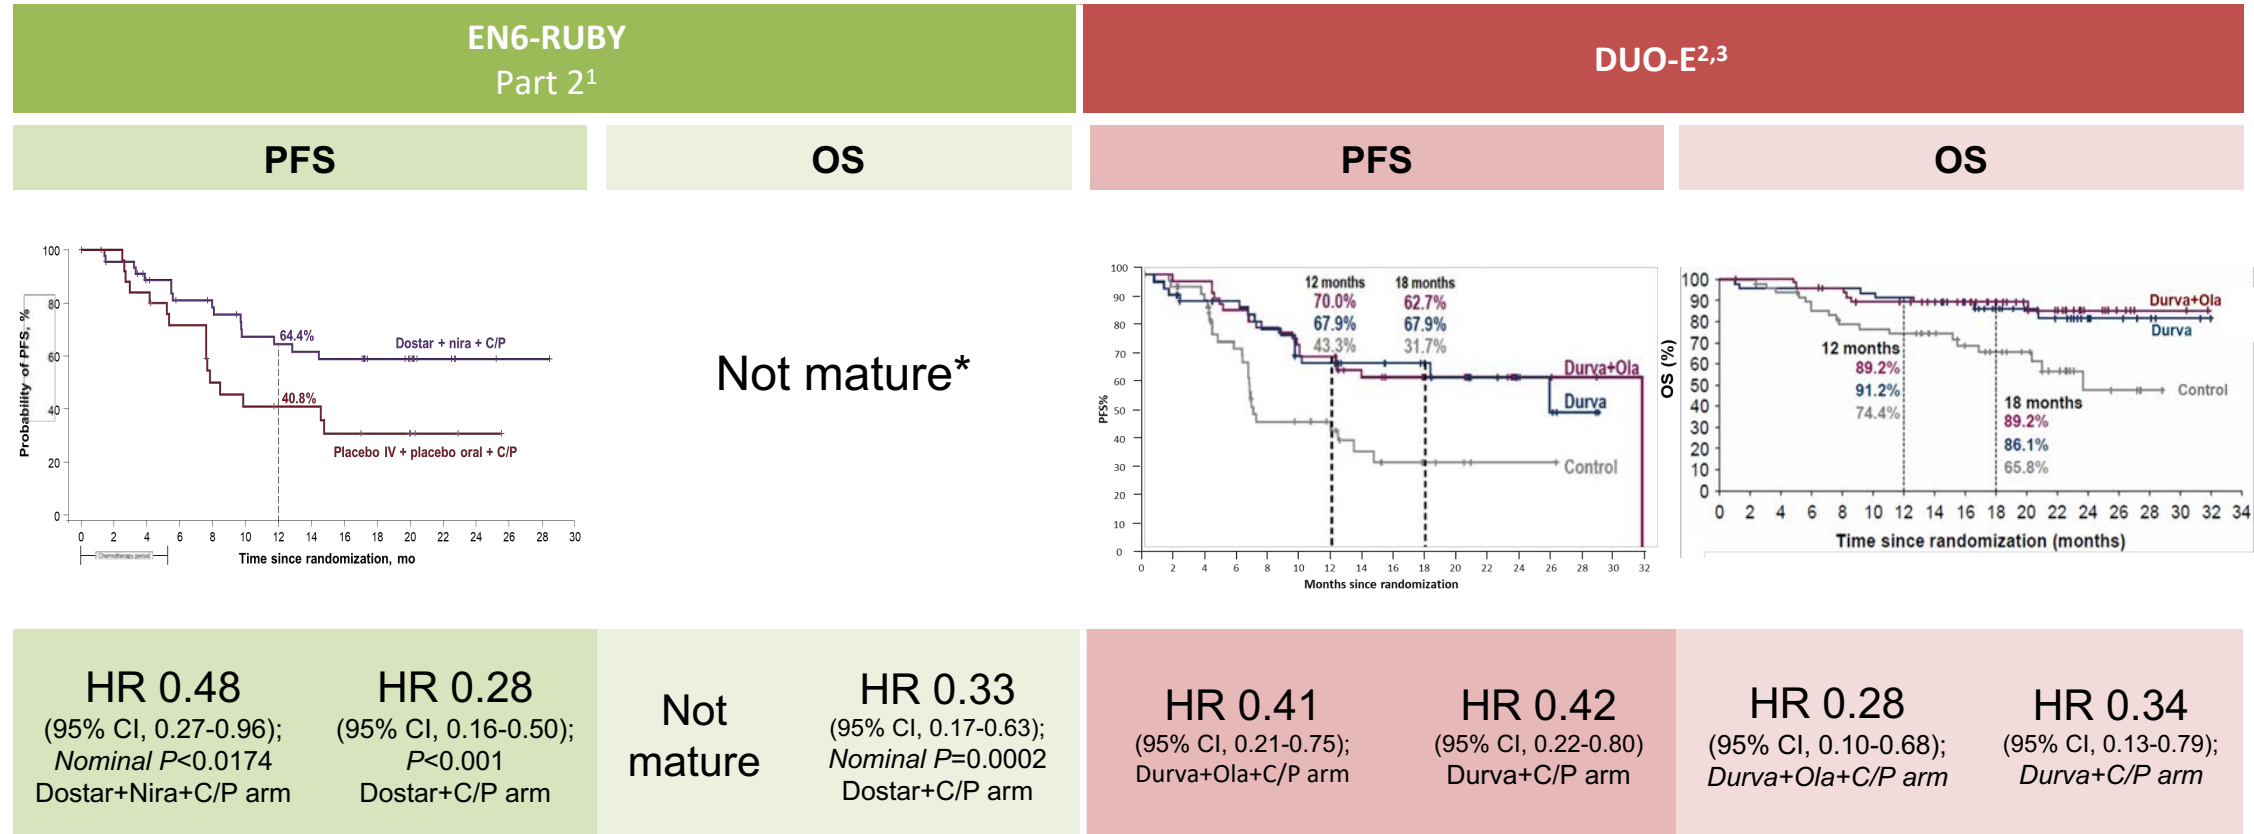 EN6-RUBY
Part 2¹
DUO-E²,³
PFS
OS
PFS
OS
Probability of PFS, %
100
80
60
40
20
0
64.4%
40.8%
Dostar + nira + C/P
Placebo IV + placebo oral + C/P
0 2 4 6 8 10 12 14 16 18 20 22 24 26 28 30
Chemotherapy period
Time since randomization, mo
Not mature*
PFS%
100
90
80
70
60
50
40
30
20
10
0
12 months
70.0%
67.9%
43.3%
18 months
62.7%
67.9%
31.7%
Durva+Ola
Durva
Control
0 2 4 6 8 10 12 14 16 18 20 22 24 26 28 30 32
Months since randomization
OS (%)
100
90
80
70
60
50
40
30
20
10
0
Durva+Ola
Durva
Control
12 months
89.2%
91.2%
74.4%
18 months
89.2%
86.1%
65.8%
0 2 4 6 8 10 12 14 16 18 20 22 24 26 28 30 32 34
Time since randomization (months)
HR 0.48
(95% CI, 0.27-0.96);
Nominal P<0.0174
Dostar+Nira+C/P arm
HR 0.28
(95% CI, 0.16-0.50);
P<0.001
Dostar+C/P arm
Not
mature
HR 0.33
(95% CI, 0.17-0.63);
Nominal P=0.0002
Dostar+C/P arm
HR 0.41
(95% CI, 0.21-0.75);
Durva+Ola+C/P arm
HR 0.42
(95% CI, 0.22-0.80)
Durva+C/P arm
HR 0.28
(95% CI, 0.10-0.68);
Durva+Ola+C/P arm
HR 0.34
(95% CI, 0.13-0.79);
Durva+C/P arm